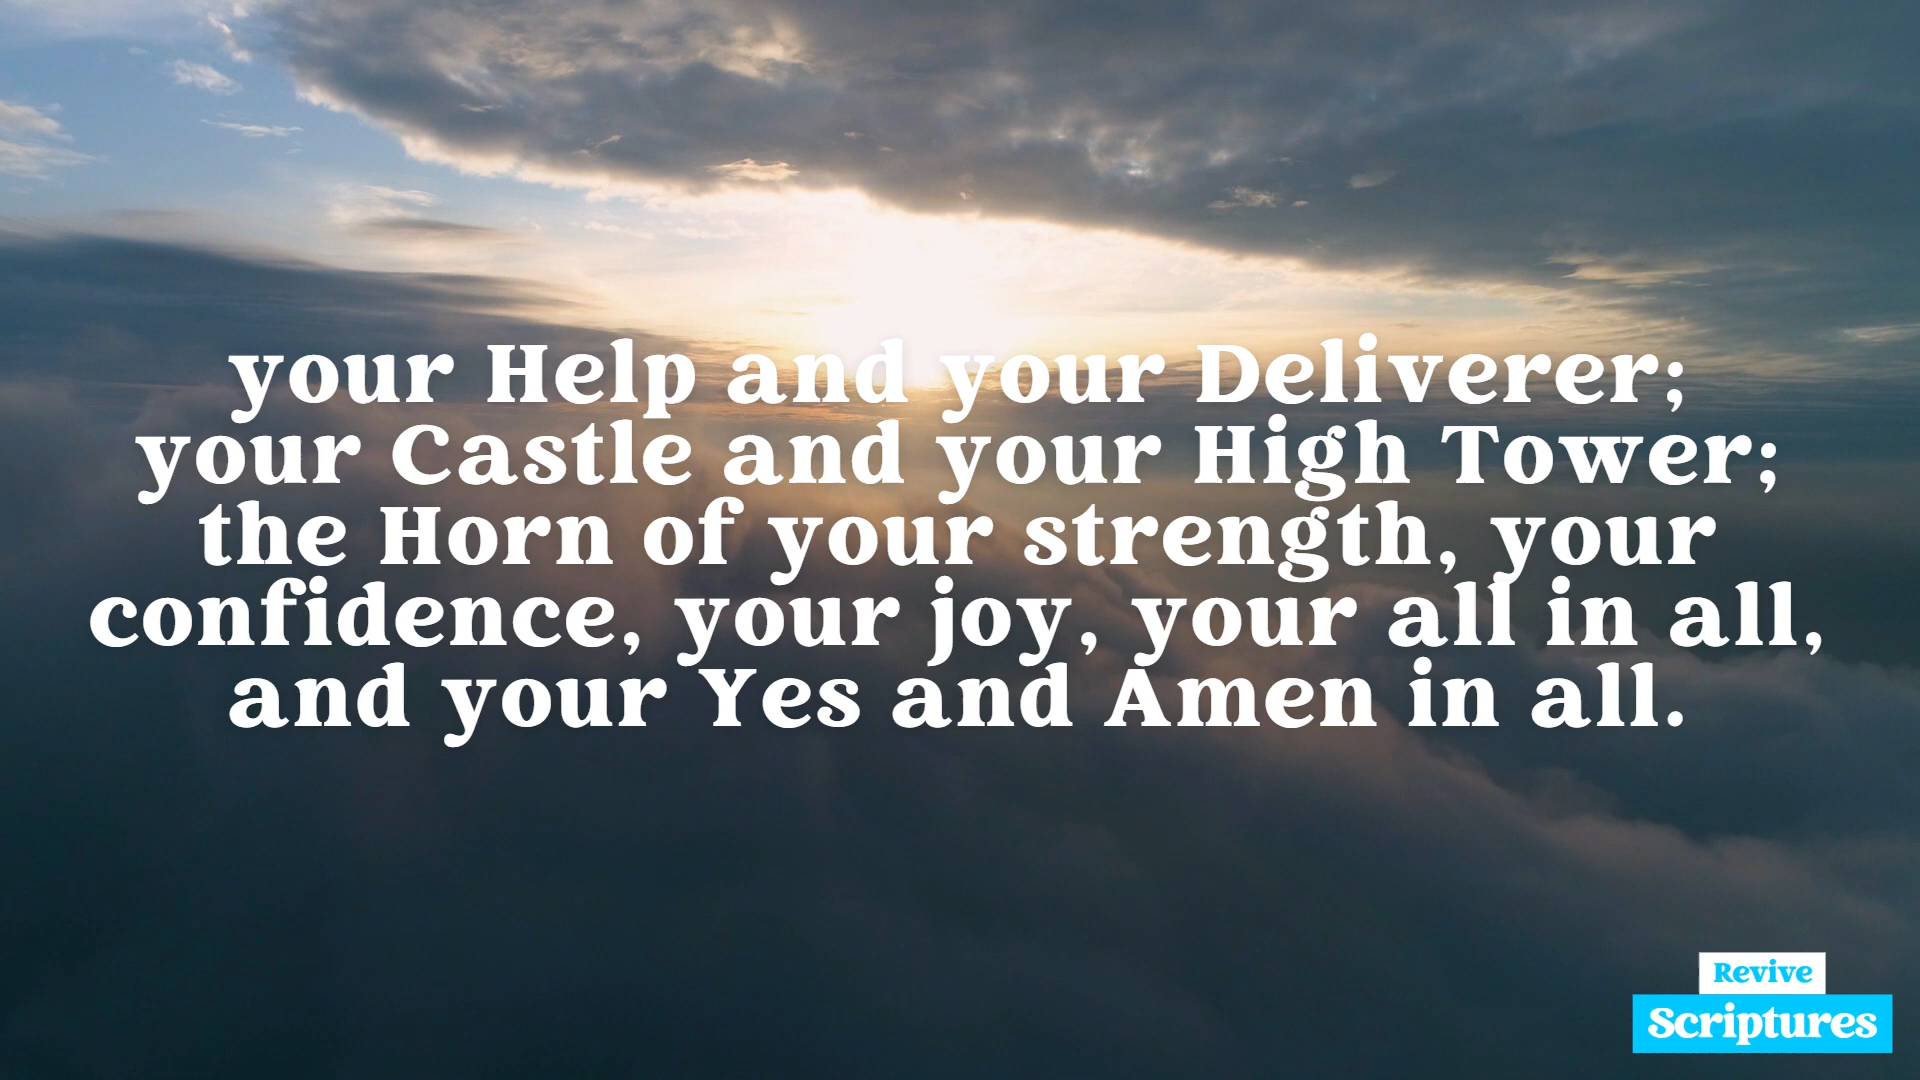 your Help and your Deliverer;
your Castle and your High Tower;
the Horn of your strength, your
confidence, your joy, your all in all,
and your Yes and Amen in all.
Revive
Scriptures